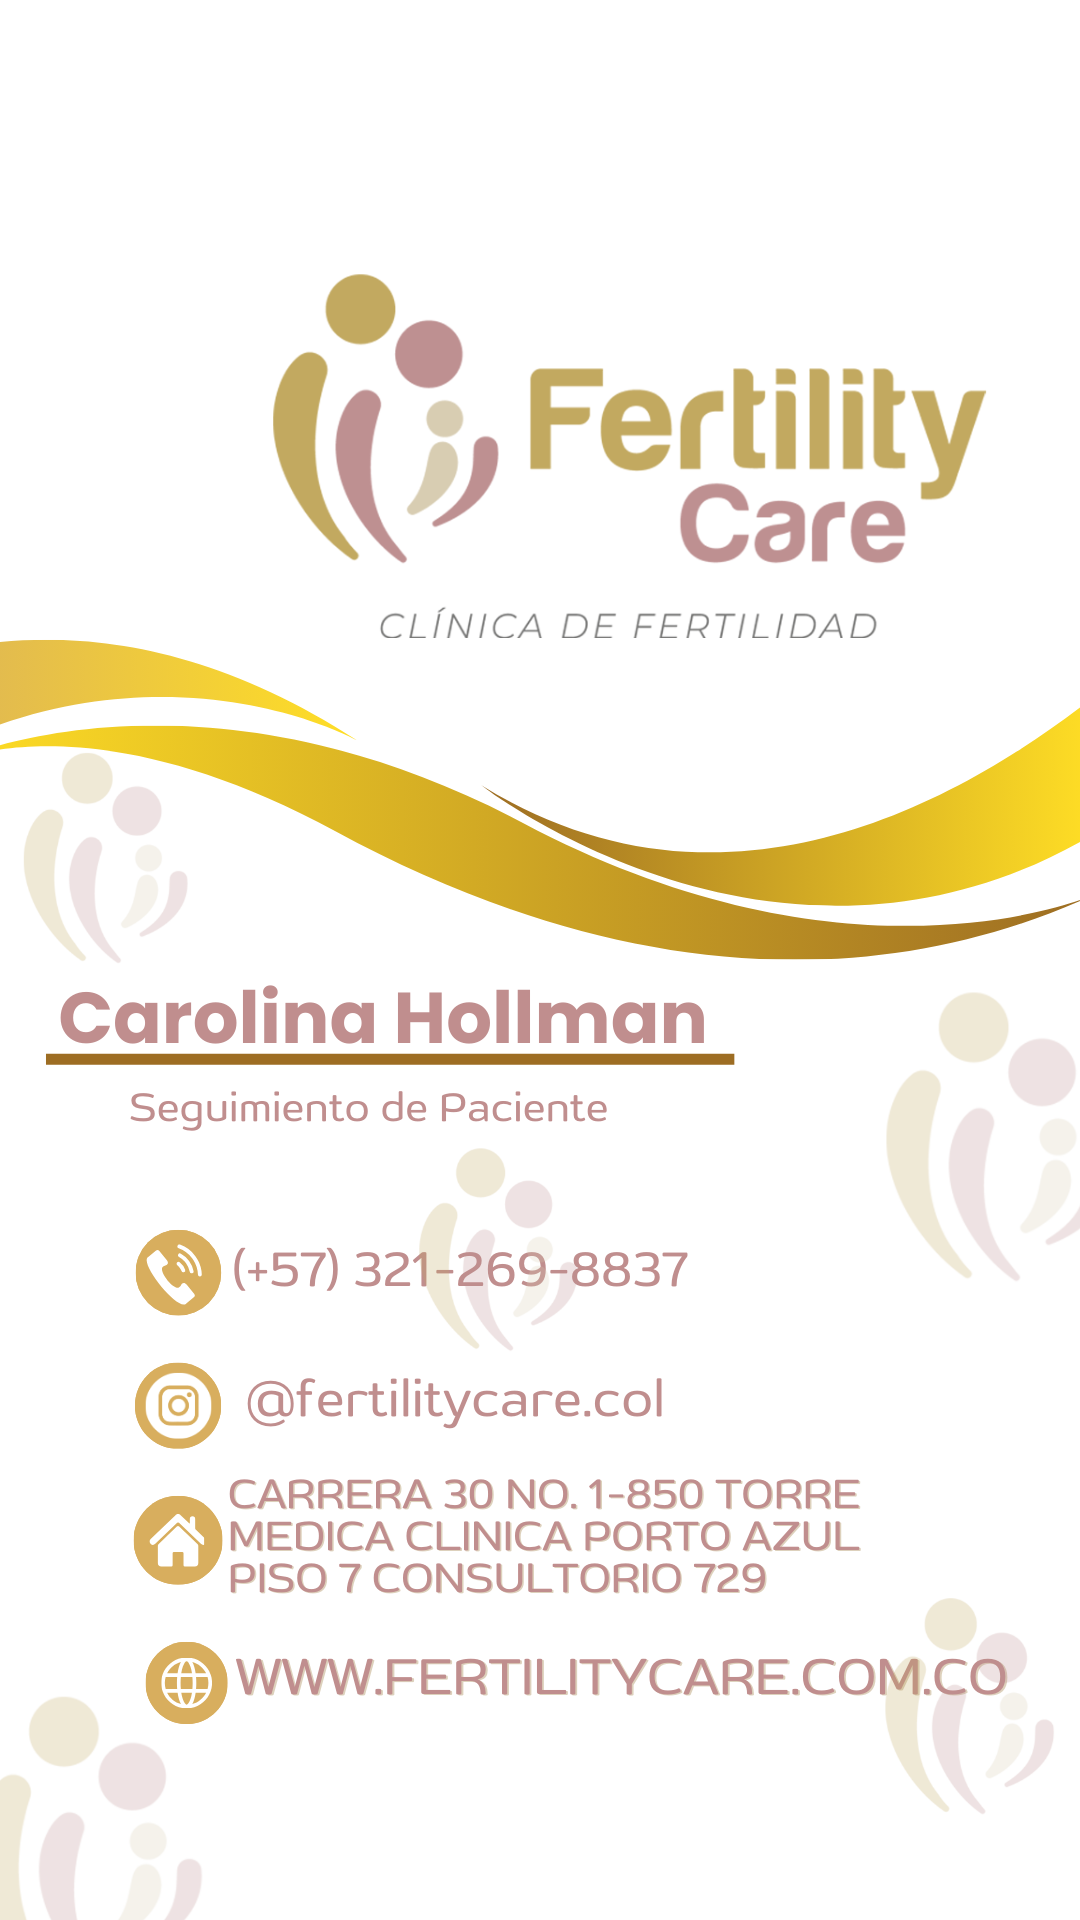 Fertility
Care
CLÍNICA DE FERTILIDAD
Carolina Hollman
Seguimiento de Paciente
(+57) 321-269-8837
@fertilitycare.col
CARRERA 30 NO. 1-850 TORRE
MEDICA CLINICA PORTO AZUL
PISO 7 CONSULTORIO 729
WWW.FERTILITYCARE.COM.CO